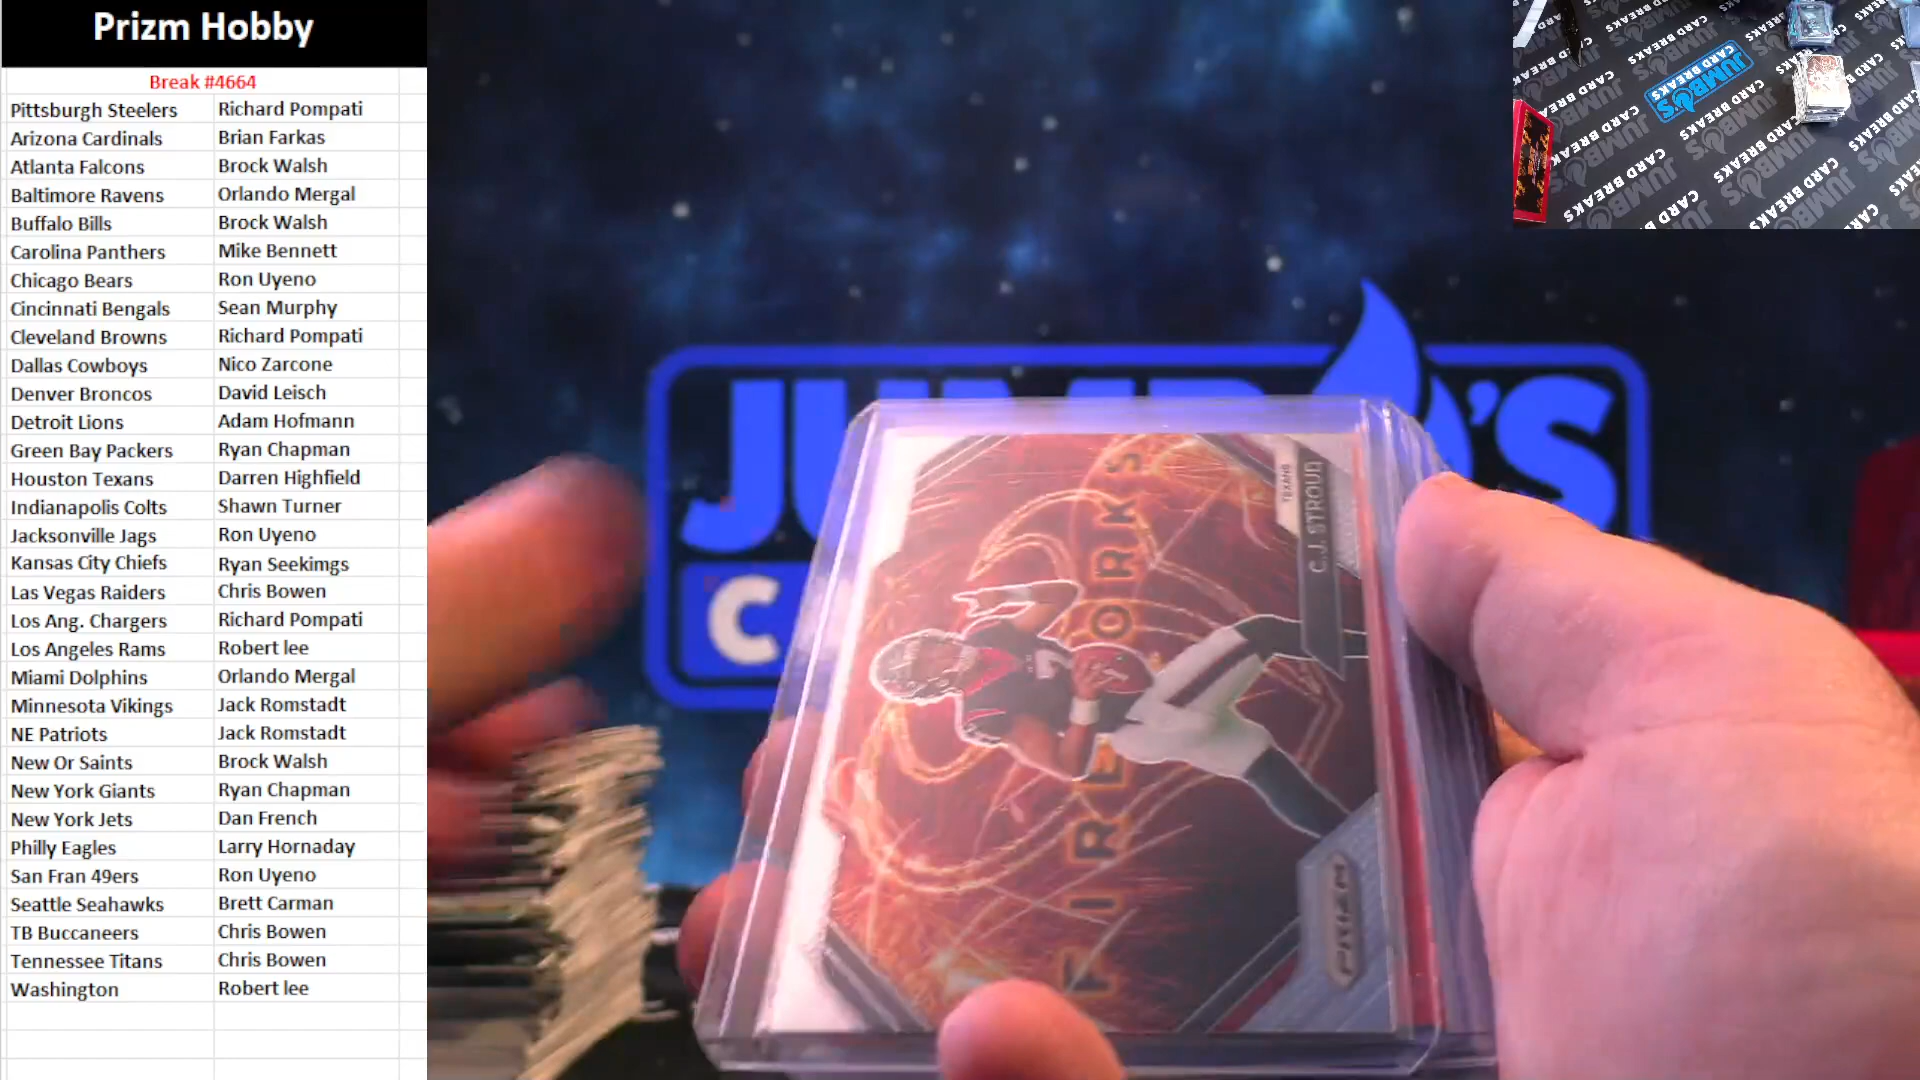 Prizm Hobby
Break #4664
Pittsburgh Steelers Richard Pompati
Arizona Cardinals Brian Farkas
Atlanta Falcons Brock Walsh
Baltimore Ravens Orlando Mergal
Buffalo Bills Brock Walsh
Carolina Panthers Mike Bennett
Chicago Bears Ron Uyeno
Cincinnati Bengals Sean Murphy
Cleveland Browns Richard Pompati
Dallas Cowboys Nico Zarcone
Denver Broncos David Leisch
Detroit Lions Adam Hofmann
Green Bay Packers Ryan Chapman
Houston Texans Darren Highfield
Indianapolis Colts Shawn Turner
Jacksonville Jags Ron Uyeno
Kansas City Chiefs Ryan Seekings
Las Vegas Raiders Chris Bowen
Los Ang. Chargers Richard Pompati
Los Angeles Rams Robert lee
Miami Dolphins Orlando Mergal
Minnesota Vikings Jack Romstadt
NE Patriots Jack Romstadt
New Or Saints Brock Walsh
New York Giants Ryan Chapman
New York Jets Dan French
Philly Eagles Larry Hornaday
San Fran 49ers Ron Uyeno
Seattle Seahawks Brett Carman
TB Buccaneers Chris Bowen
Tennessee Titans Chris Bowen
Washington Robert lee
TEXANS
C.J. STROUD
FIREWORKS
PRIZM
JUMBO'S
CARD BREAKS